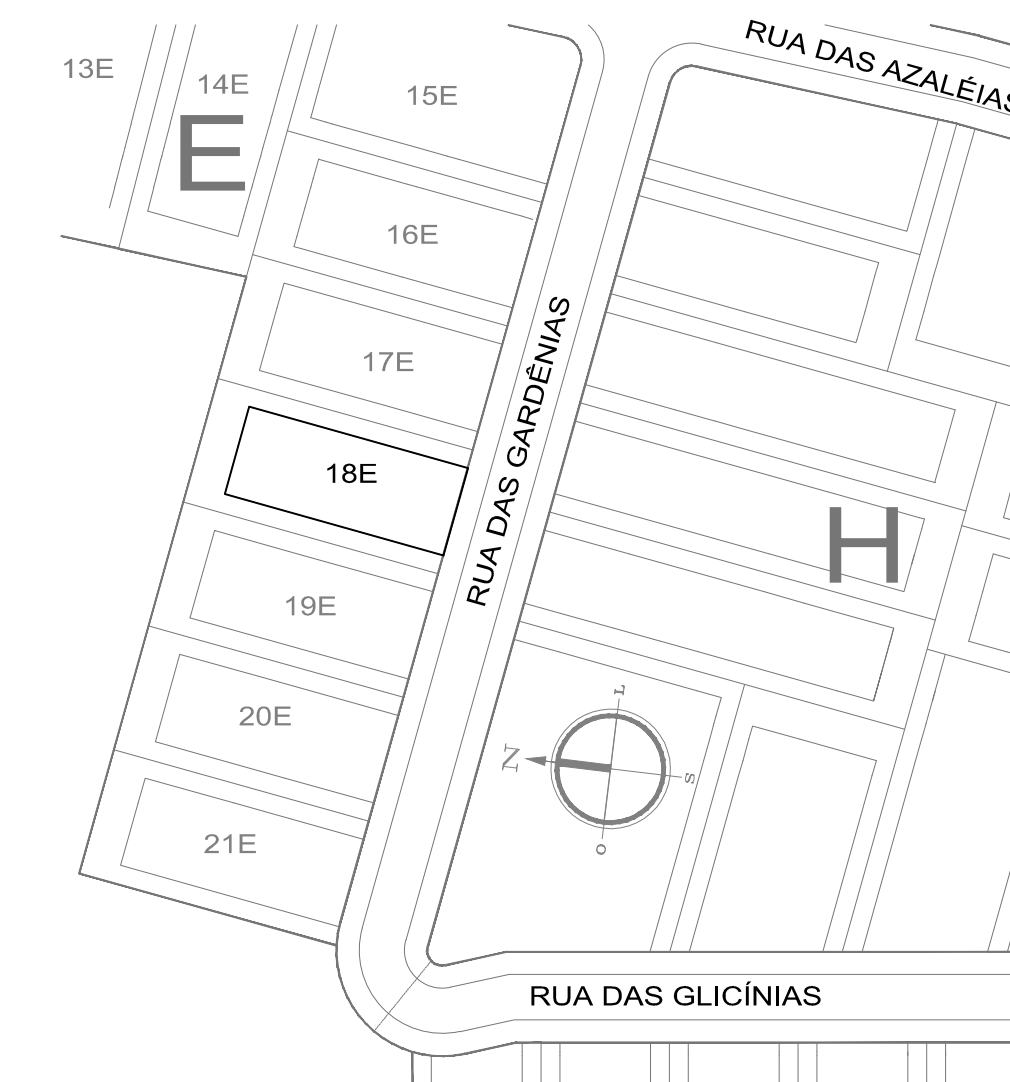 RUA DAS AZALÉIAS
13E
14E
15E
E
16E
17E
RUA DAS GARDÊNIAS
18E
H
19E
L
20E
N
S
21E
O
RUA DAS GLICÍNIAS